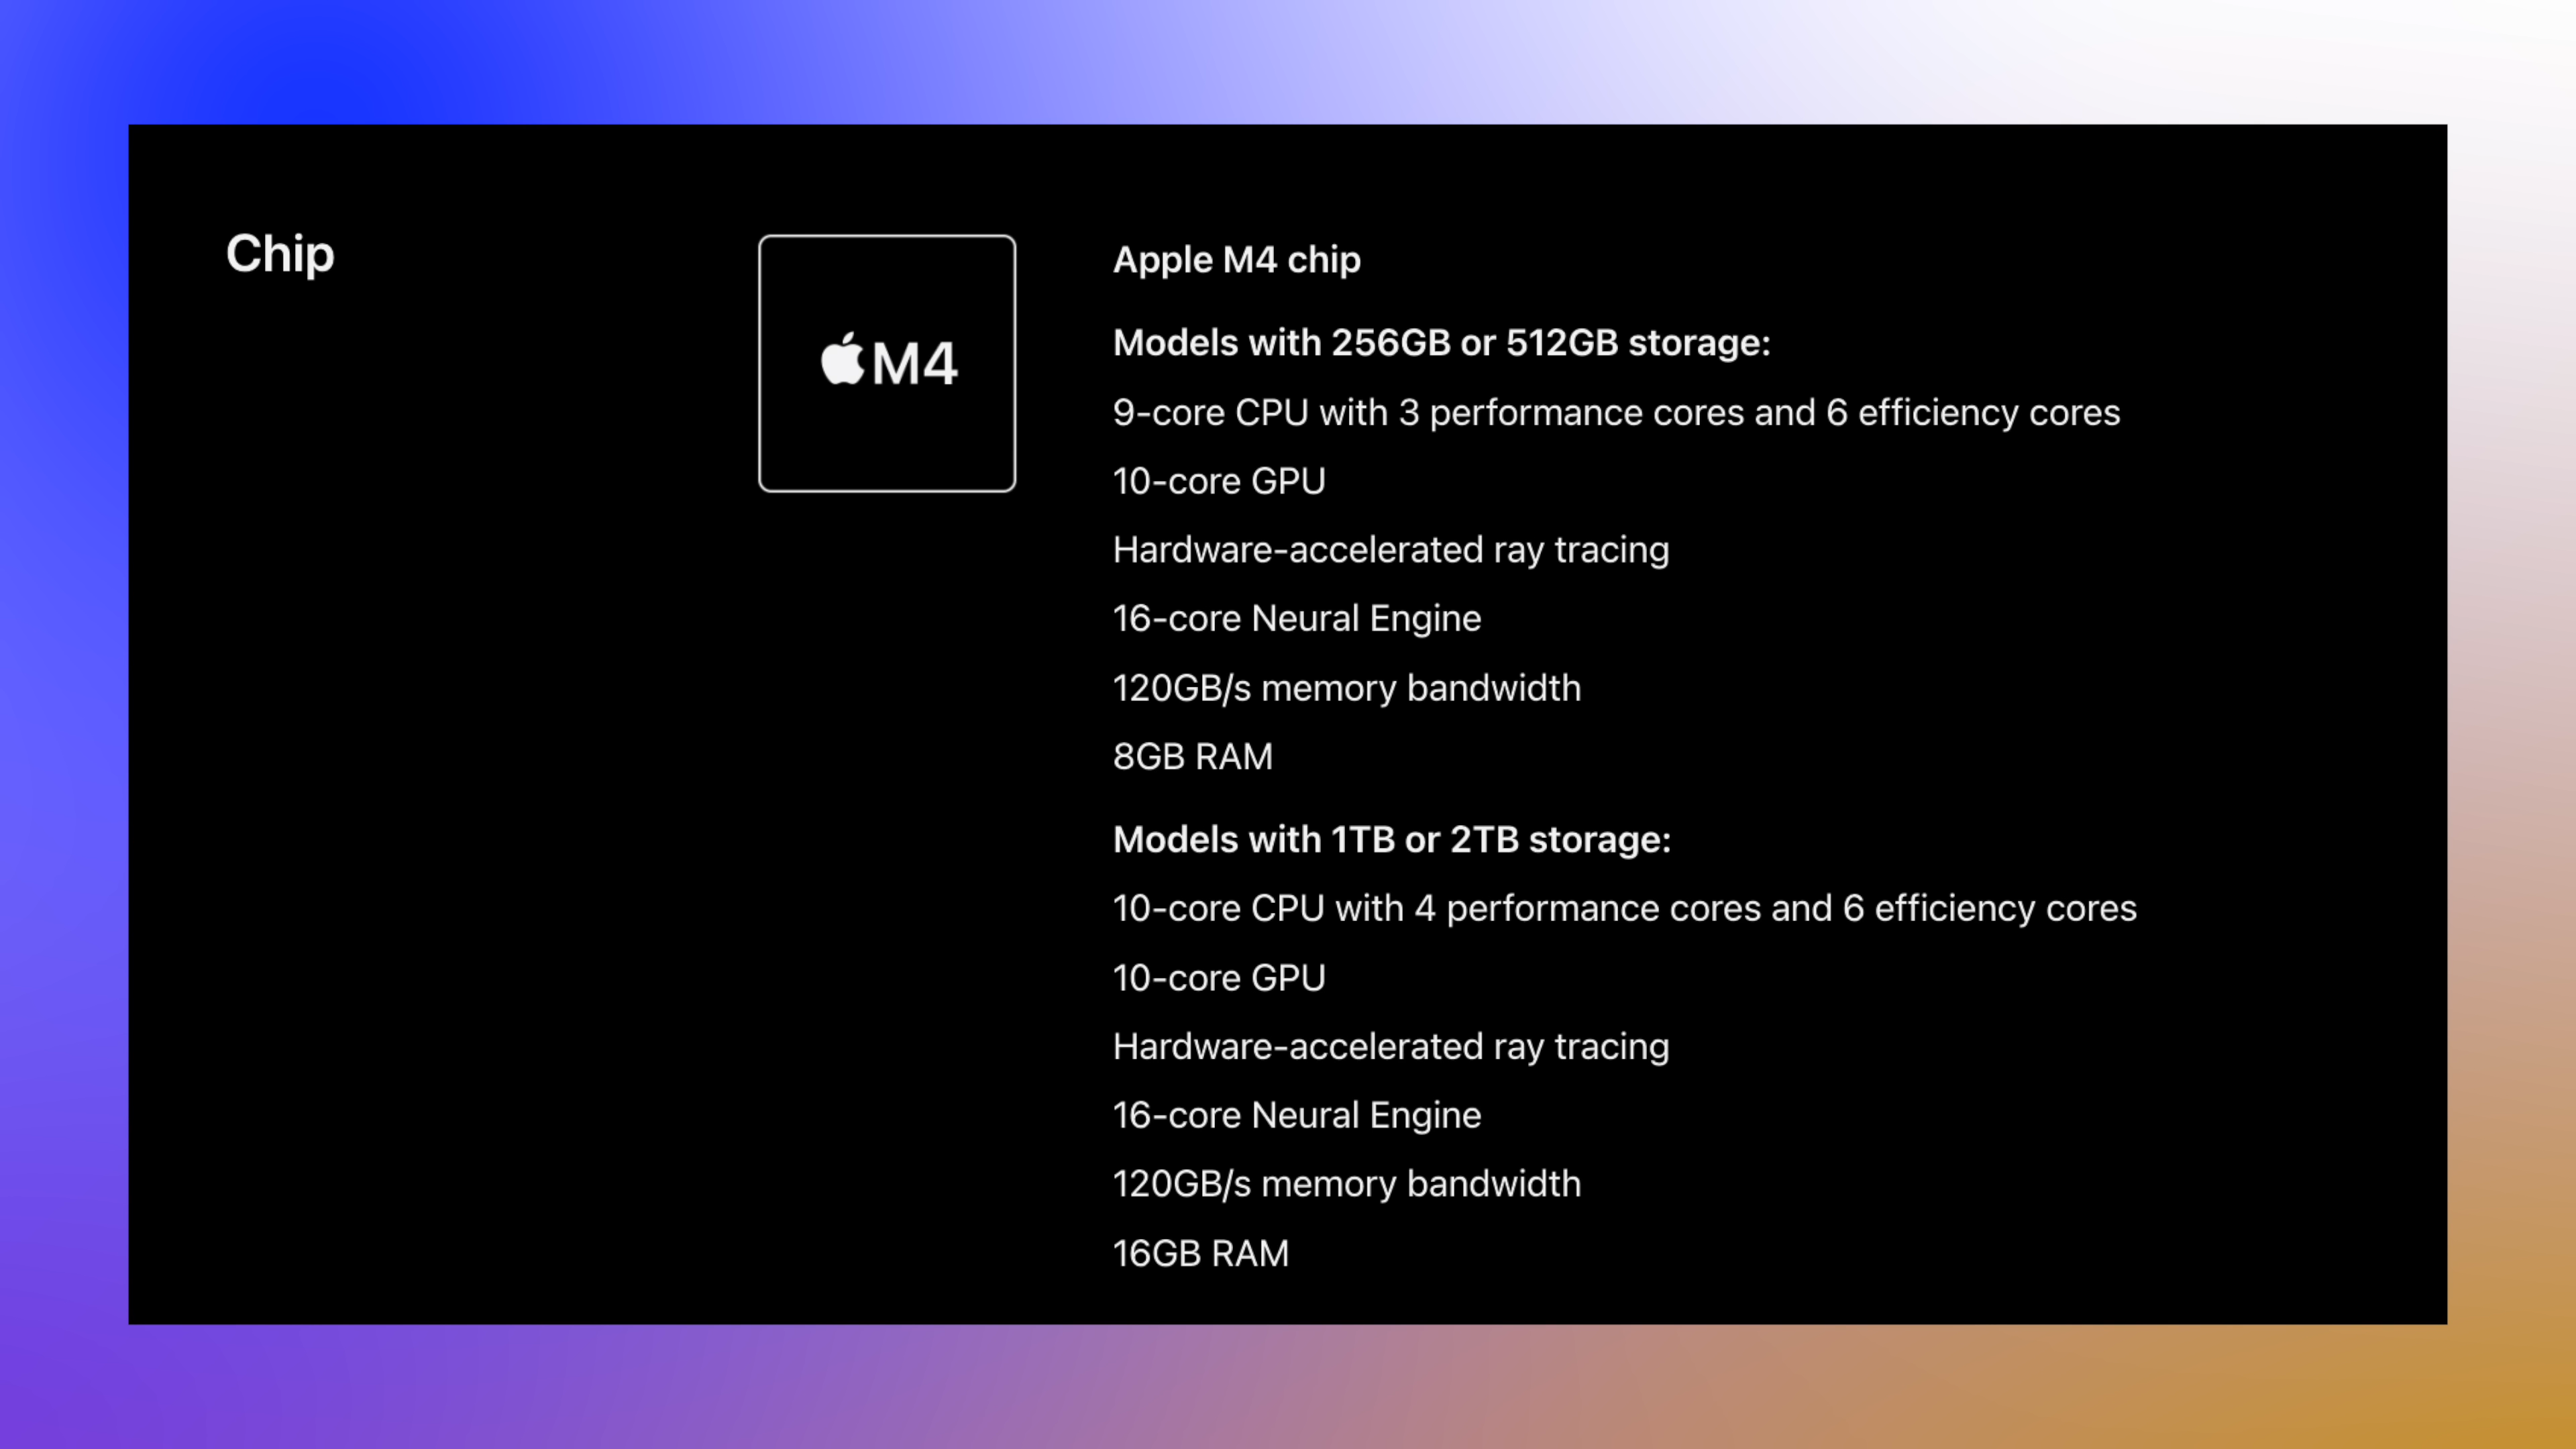 Chip
M4
Apple M4 chip
Models with 256GB or 512GB storage:
9-core CPU with 3 performance cores and 6 efficiency cores
10-core GPU
Hardware-accelerated ray tracing
16-core Neural Engine
120GB/s memory bandwidth
8GB RAM
Models with 1TB or 2TB storage:
10-core CPU with 4 performance cores and 6 efficiency cores
10-core GPU
Hardware-accelerated ray tracing
16-core Neural Engine
120GB/s memory bandwidth
16GB RAM